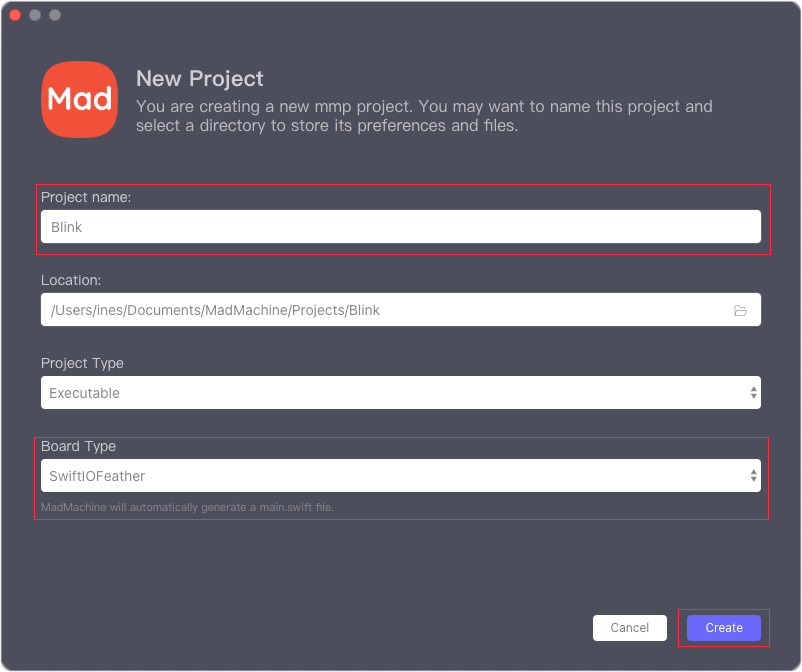 Mad
New Project
You are creating a new mmp project. You may want to name this project and
select a directory to store its preferences and files.
Project name:
Blink
Location:
/Users/ines/Documents/MadMachine/Projects/Blink
Project Type
Executable
Board Type
SwiftIOFeather
MadMachine will automatically generate a main.swift file.
Cancel
Create